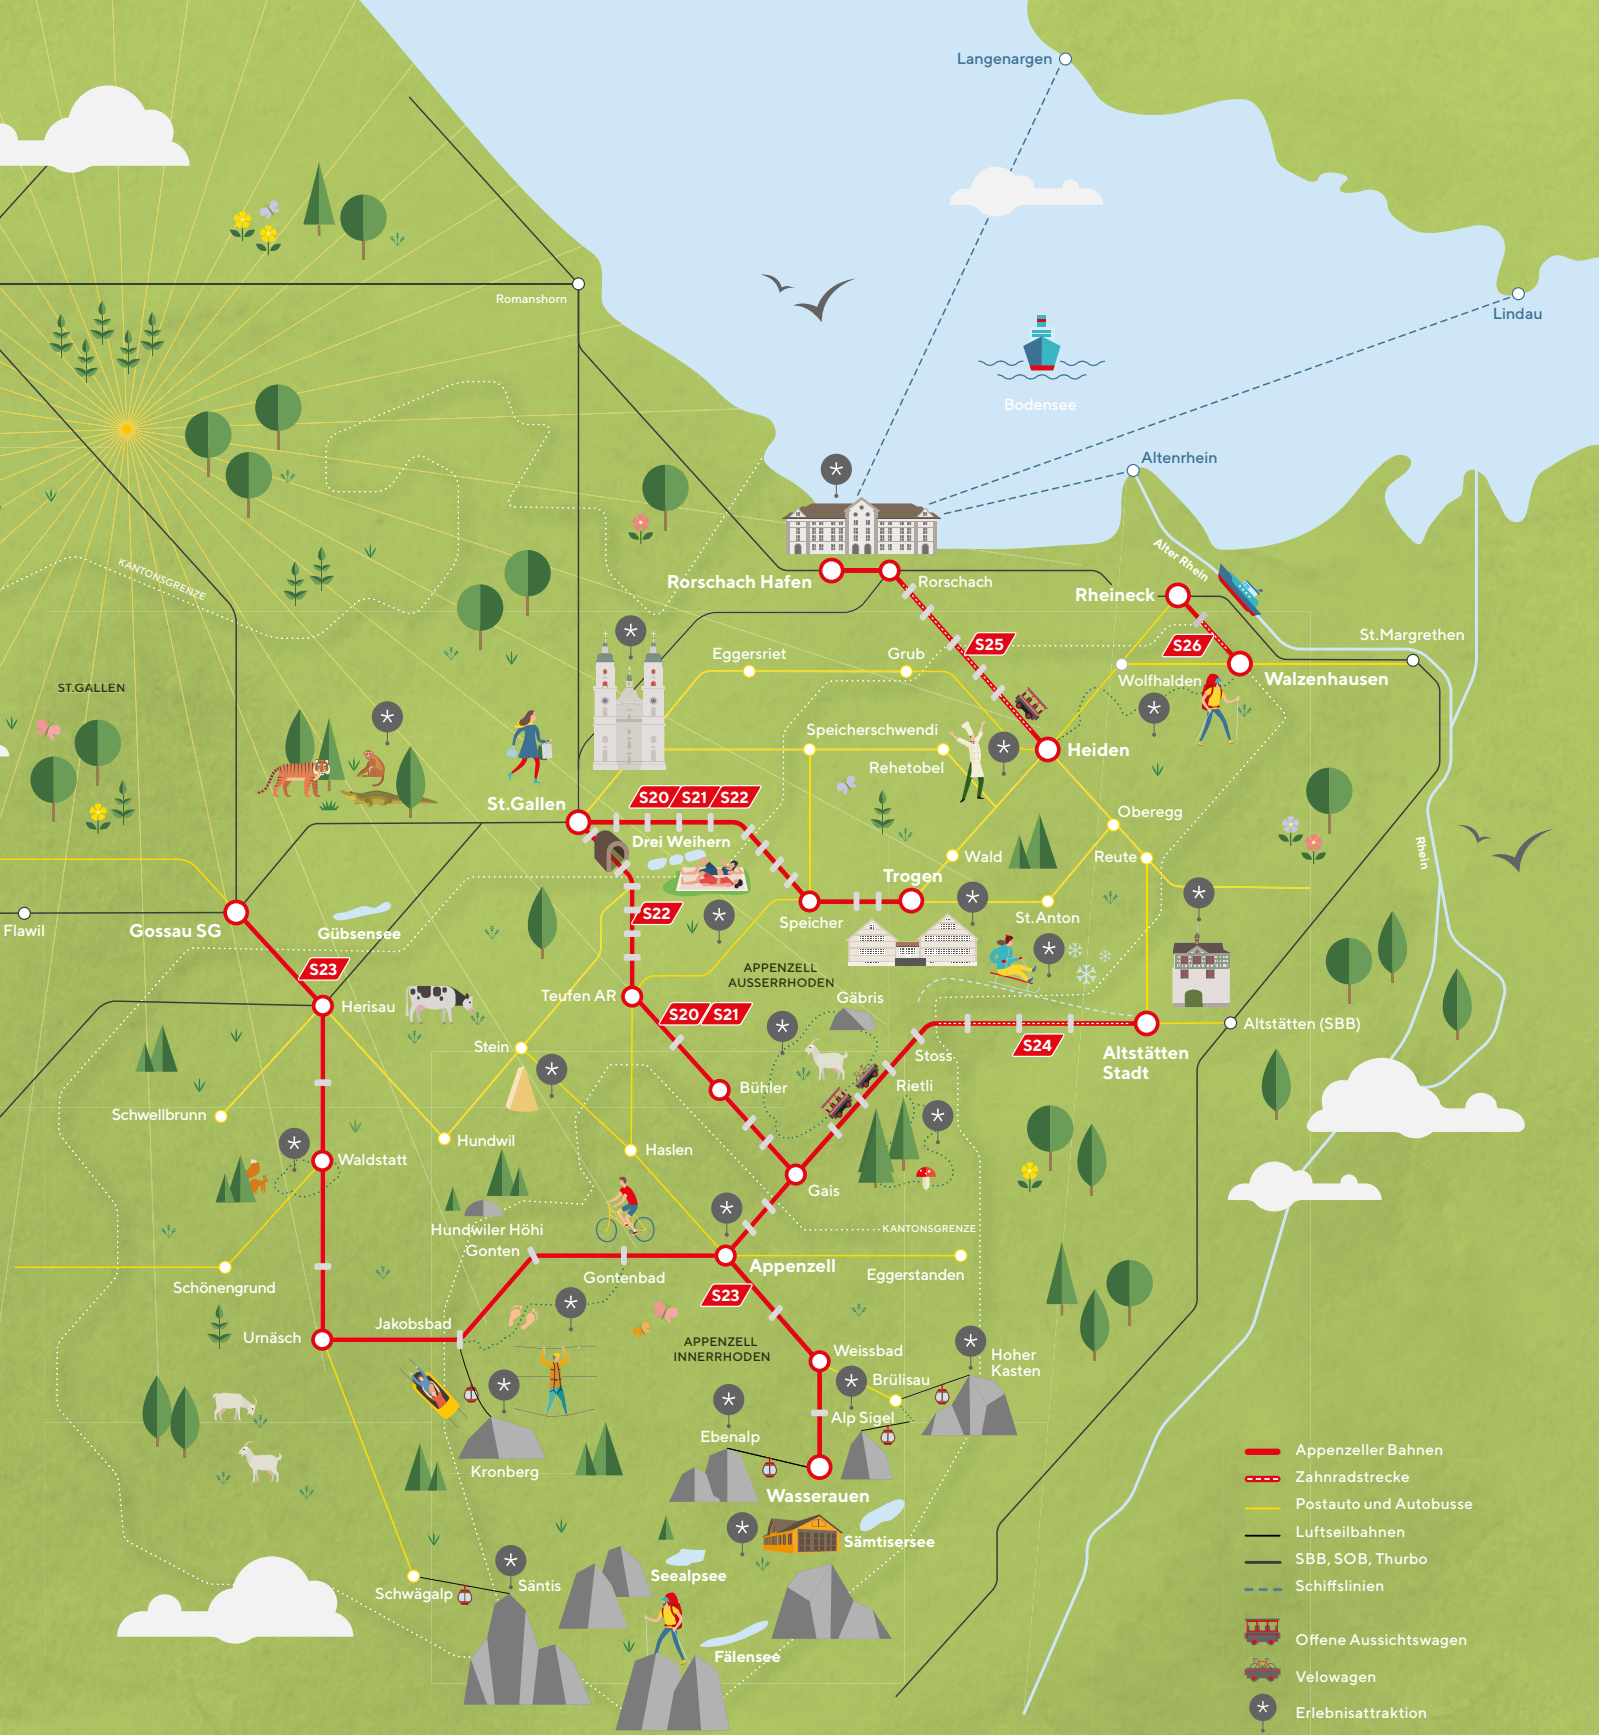 Langenargen
Lindau
Romanshorn
Bodensee
Altenrhein
Alter Rhein
KANTONSGRENZE
Rorschach Hafen
Rorschach
Rheineck
S25
S26
St.Margrethen
Eggersriet
Grub
Wolfhalden
Walzenhausen
ST.GALLEN
Speicherschwendi
Rehetobel
Heiden
St.Gallen
S20
S21
S22
Drei Weihern
Oberegg
Wald
Reute
Rhein
Trogen
Flawil
Gossau SG
Gübsensee
S22
Speicher
St.Anton
S23
APPENZELL
AUSSERRHODEN
Herisau
Teufen AR
Gäbris
S20
S21
Altstätten (SBB)
Stein
Stoss
S24
Altstätten
Stadt
Bühler
Rietli
Schwellbrunn
Hundwil
Haslen
Waldstatt
Gais
Hundwiler Höhi
KANTONSGRENZE
Gonten
Gontenbad
Appenzell
Eggerstanden
Schönengrund
S23
Jakobsbad
Urnäsch
APPENZELL
INNERRHODEN
Weissbad
Hoher
Kasten
Brülisau
Alp Sigel
Ebenalp
Kronberg
Wasserauen
Sämtisersee
Seealpsee
Schwägalp
Säntis
Fälensee
Appenzeller Bahnen
Zahnradstrecke
Postauto und Autobusse
Luftseilbahnen
SBB, SOB, Thurbo
Schiffslinien
Offene Aussichtswagen
Velowagen
Erlebnisattraktion